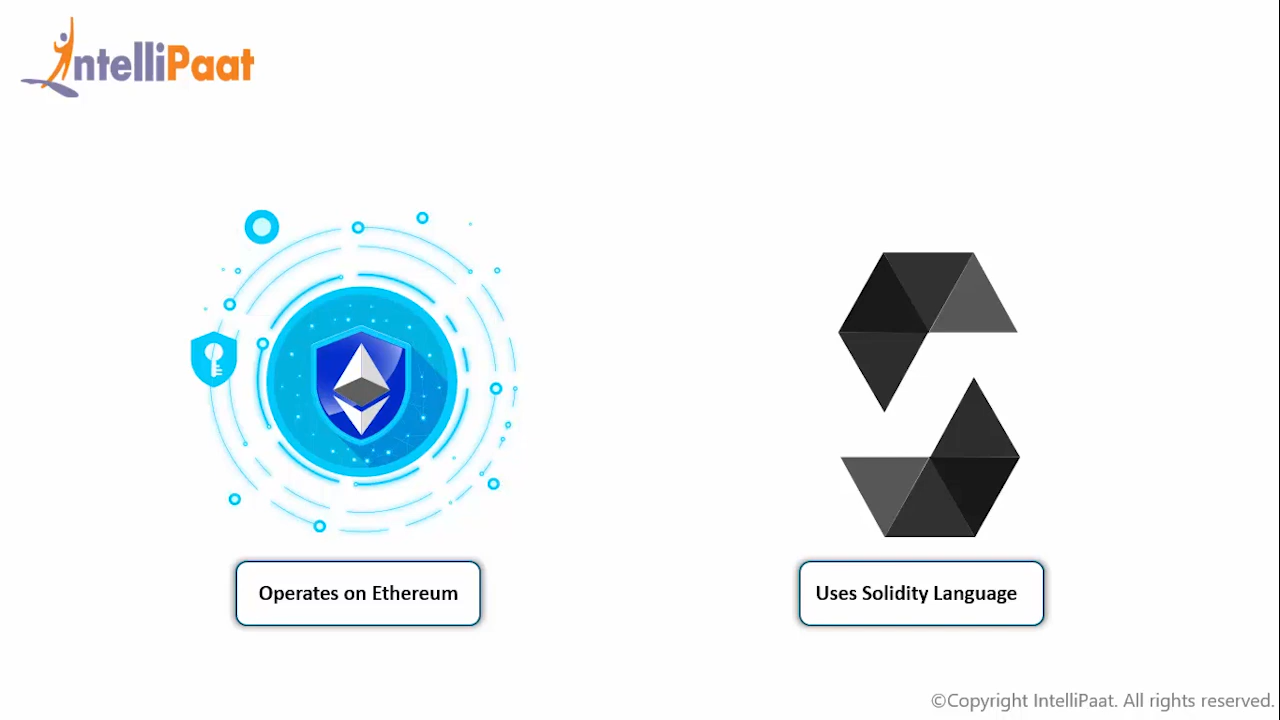 IntelliPaat
Operates on Ethereum
Uses Solidity Language
©Copyright IntelliPaat. All rights reserved.